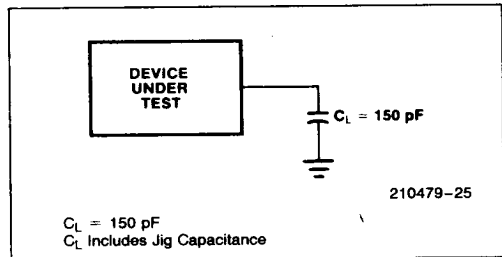 DEVICE
UNDER
TEST
C_L = 150 pF
210479–25
C_L = 150 pF
C_L Includes Jig Capacitance